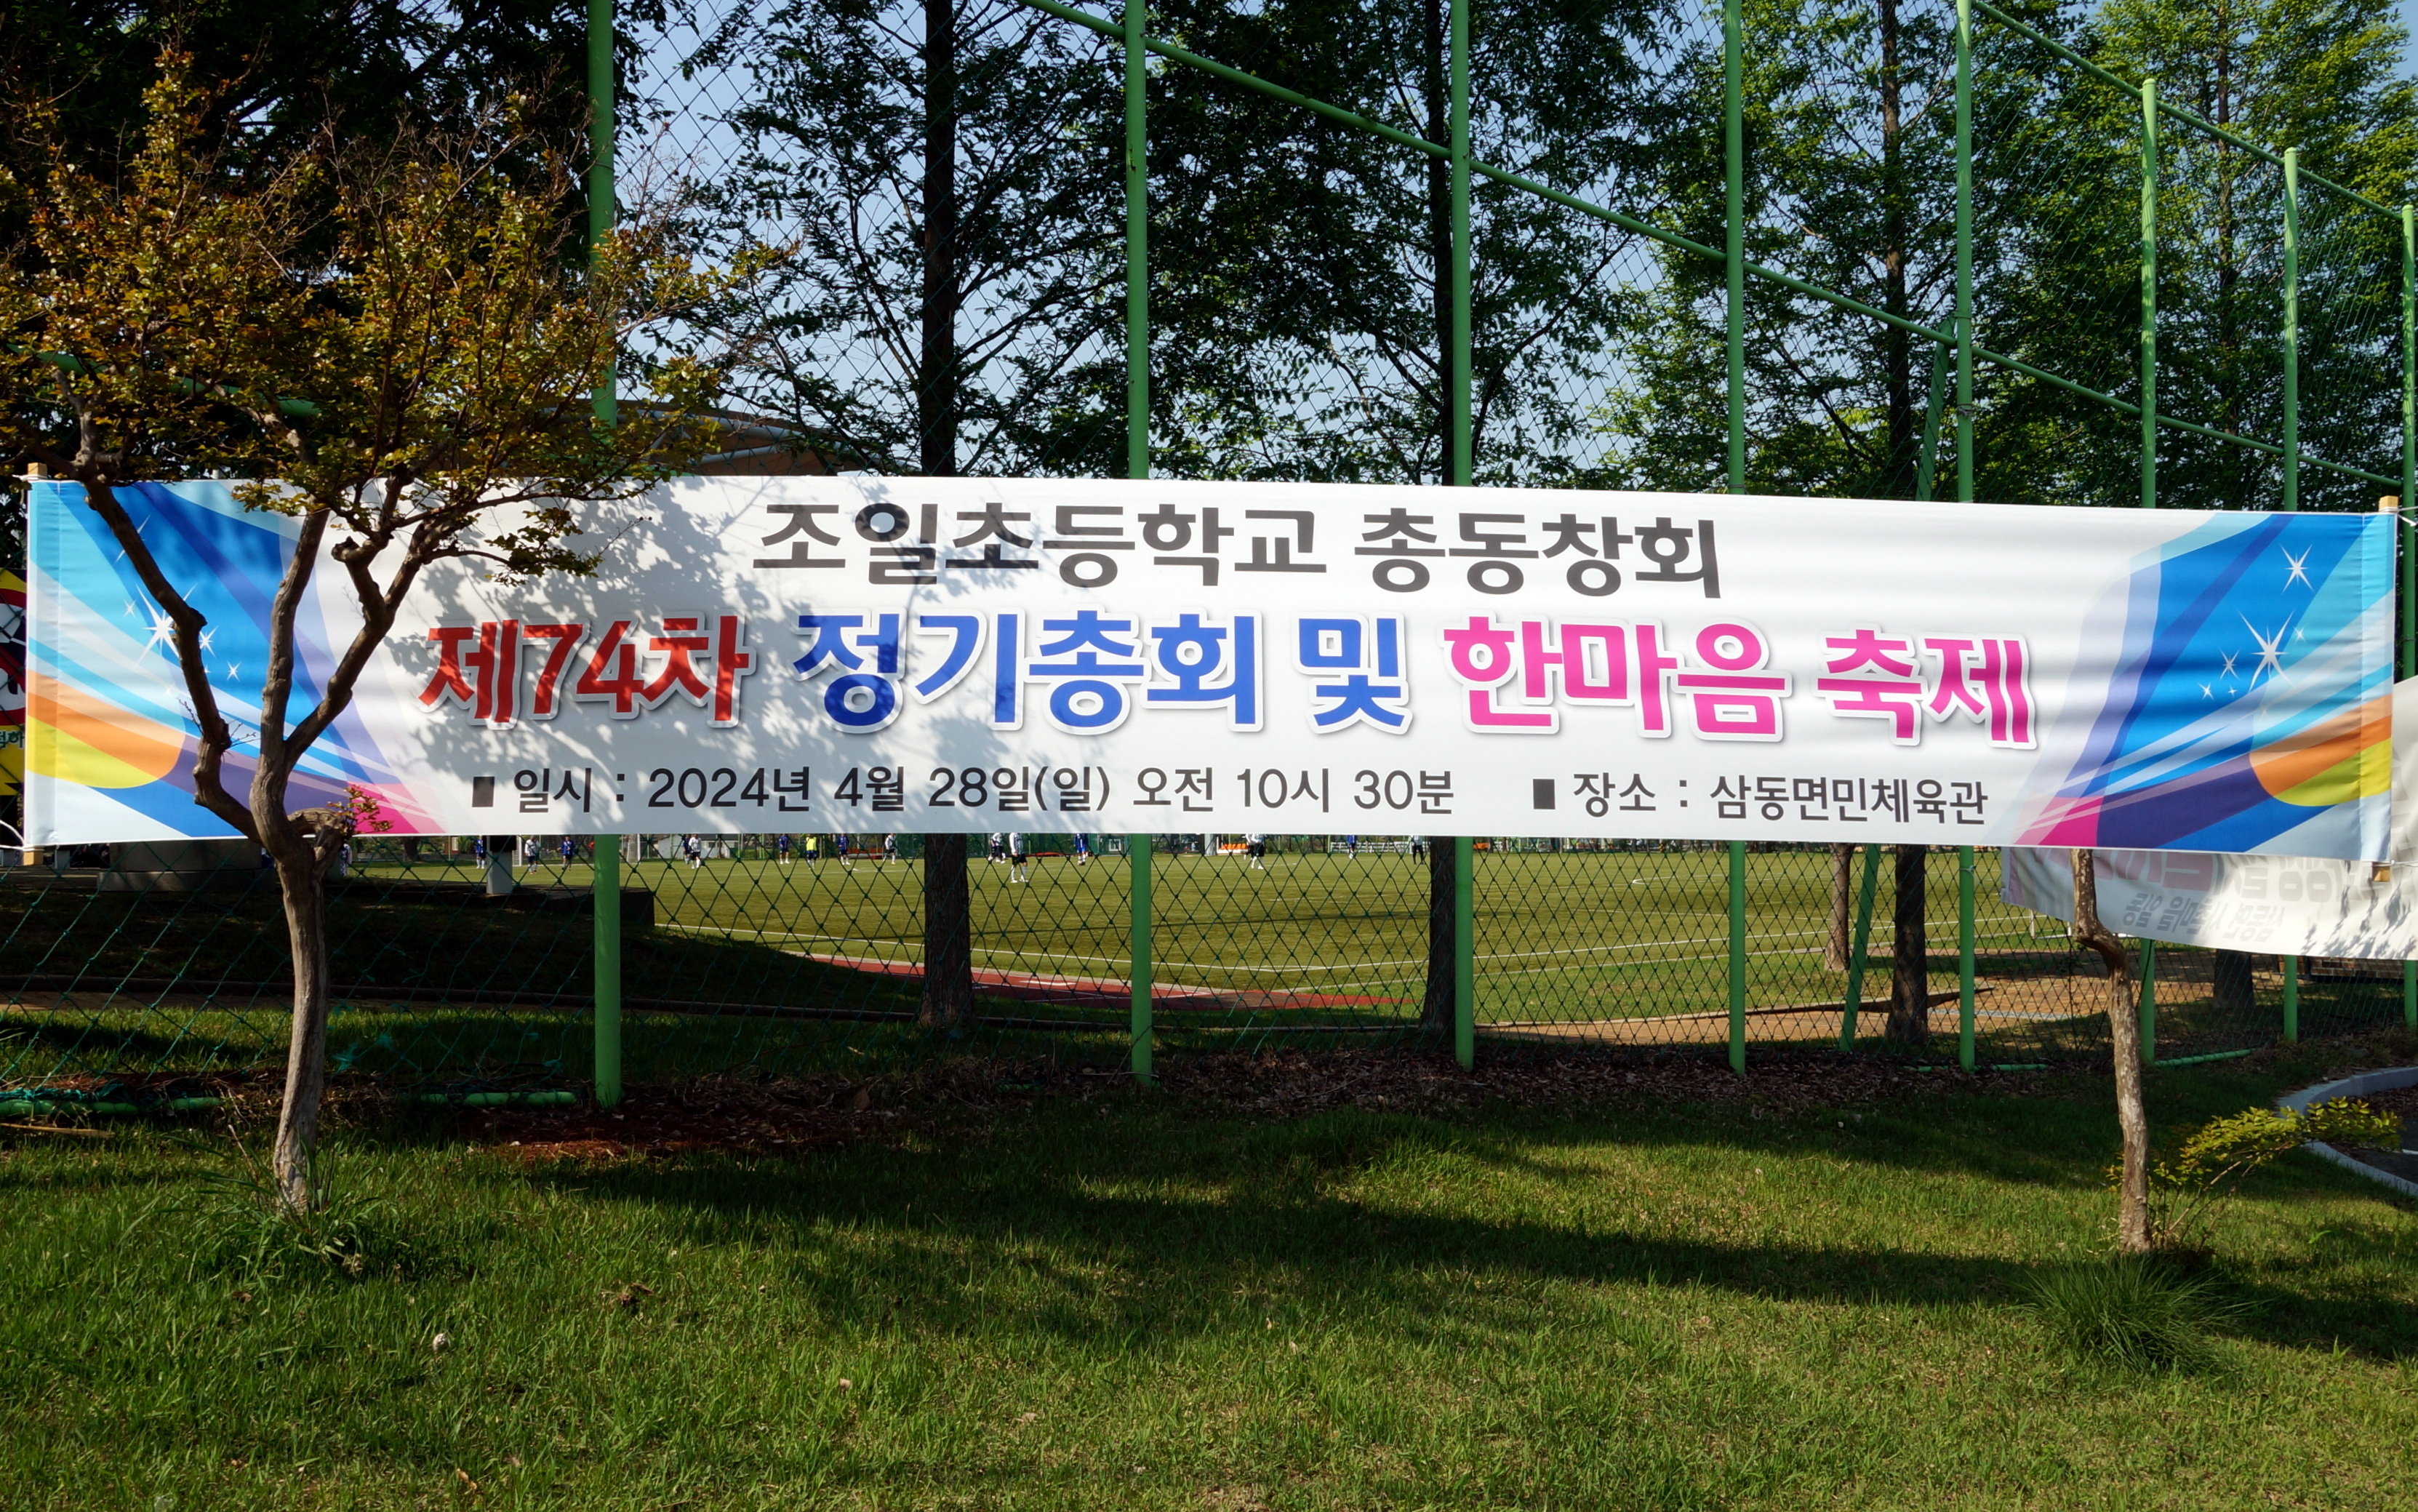 조일초등학교 총동창회
제74차 정기총회 및 한마음 축제
■ 일시 : 2024년 4월 28일(일) 오전 10시 30분 ■ 장소 : 삼동면민체육관